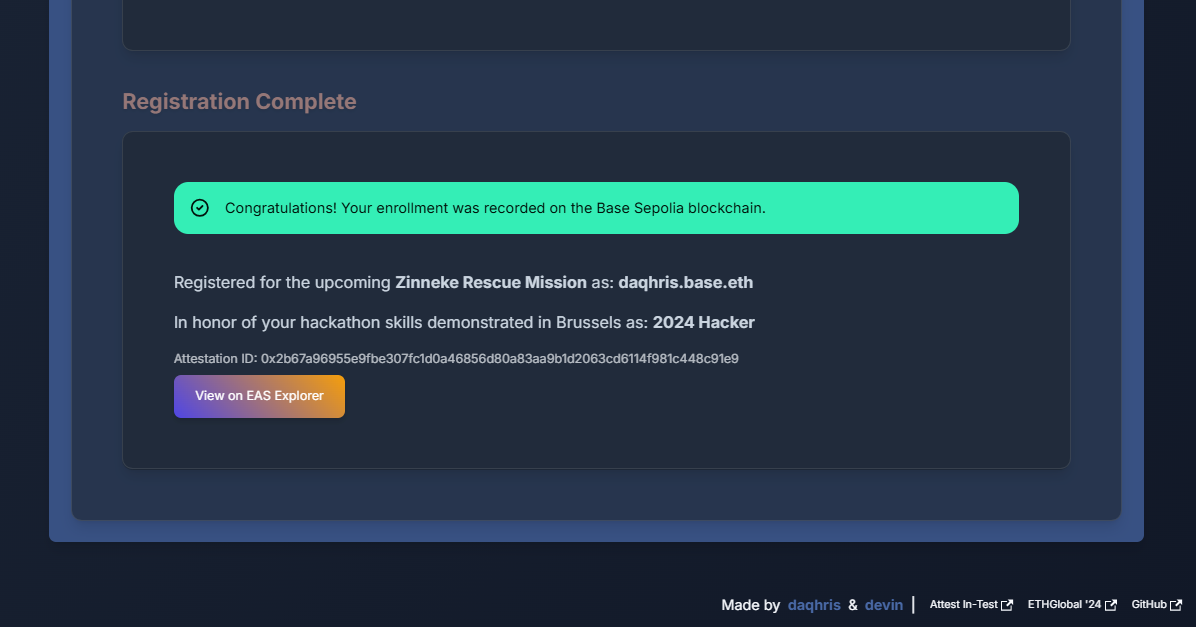 Registration Complete
Congratulations! Your enrollment was recorded on the Base Sepolia blockchain.
Registered for the upcoming Zinneke Rescue Mission as: daqhris.base.eth
In honor of your hackathon skills demonstrated in Brussels as: 2024 Hacker
Attestation ID: 0x2b67a96955e9fbe307fc1d0a46856d80a83aa9b1d2063cd6114f981c448c91e9
View on EAS Explorer
Made by daqhris & devin | Attest In-Test ETHGlobal '24 GitHub